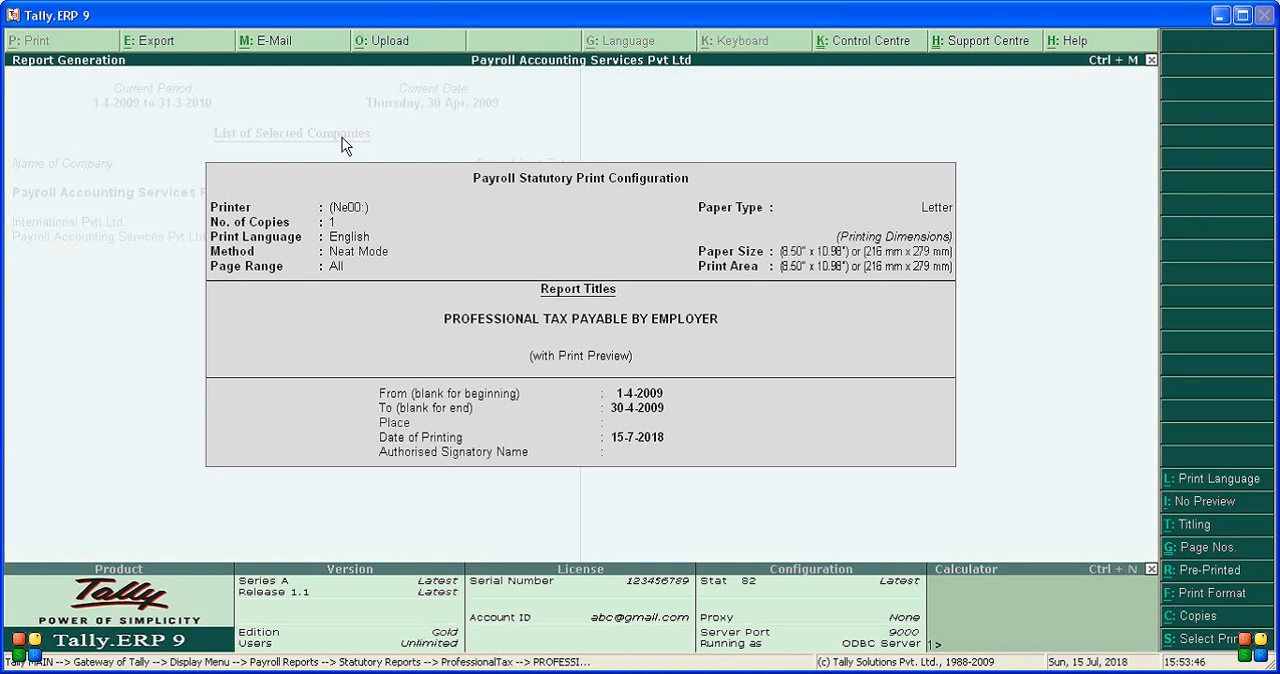 Tally.ERP 9
P: Print E: Export M: E-Mail O: Upload G: Language K: Keyboard K: Control Centre H: Support Centre H: Help
Report Generation Payroll Accounting Services Pvt Ltd Ctrl + M
Current Period Current Date
1-4-2009 to 31-3-2010 Thursday, 30 Apr, 2009
List of Selected Companies
Name of Company
Payroll Accounting Services P
International Pvtt Ltd.
Payroll Accounting Services Pvt Ltd
Payroll Statutory Print Configuration
Printer : (Ne00:) Paper Type : Letter
No. of Copies : 1
Print Language : English (Printing Dimensions)
Method : Neat Mode Paper Size : (8.50" x 10.98") or (216 mm x 279 mm)
Page Range : All Print Area : (8.50" x 10.98") or (216 mm x 279 mm)
Report Titles
PROFESSIONAL TAX PAYABLE BY EMPLOYER
(with Print Preview)
From (blank for beginning) : 1-4-2009
To (blank for end) : 30-4-2009
Place :
Date of Printing : 15-7-2018
Authorised Signatory Name :
L: Print Language
I: No Preview
T: Titling
G: Page Nos.
R: Pre-Printed
F: Print Format
C: Copies
S: Select Prin
Product Version License Configuration Calculator Ctrl + N
Tally
POWER OF SIMPLICITY
Tally.ERP 9
Series A Latest
Release 1.1 Latest
Edition Gold
Users Unlimited
Serial Number 123456789
Account ID abc@gmail.com
Stat 82 Latest
Proxy None
Server Port 9000
Running as ODBC Server
1>
Tally MAIN --> Gateway of Tally --> Display Menu --> Payroll Reports --> Statutory Reports --> ProfessionalTax --> PROFESSI... (c) Tally Solutions Pvt. Ltd., 1988-2009 Sun, 15 Jul, 2018 15:53:46